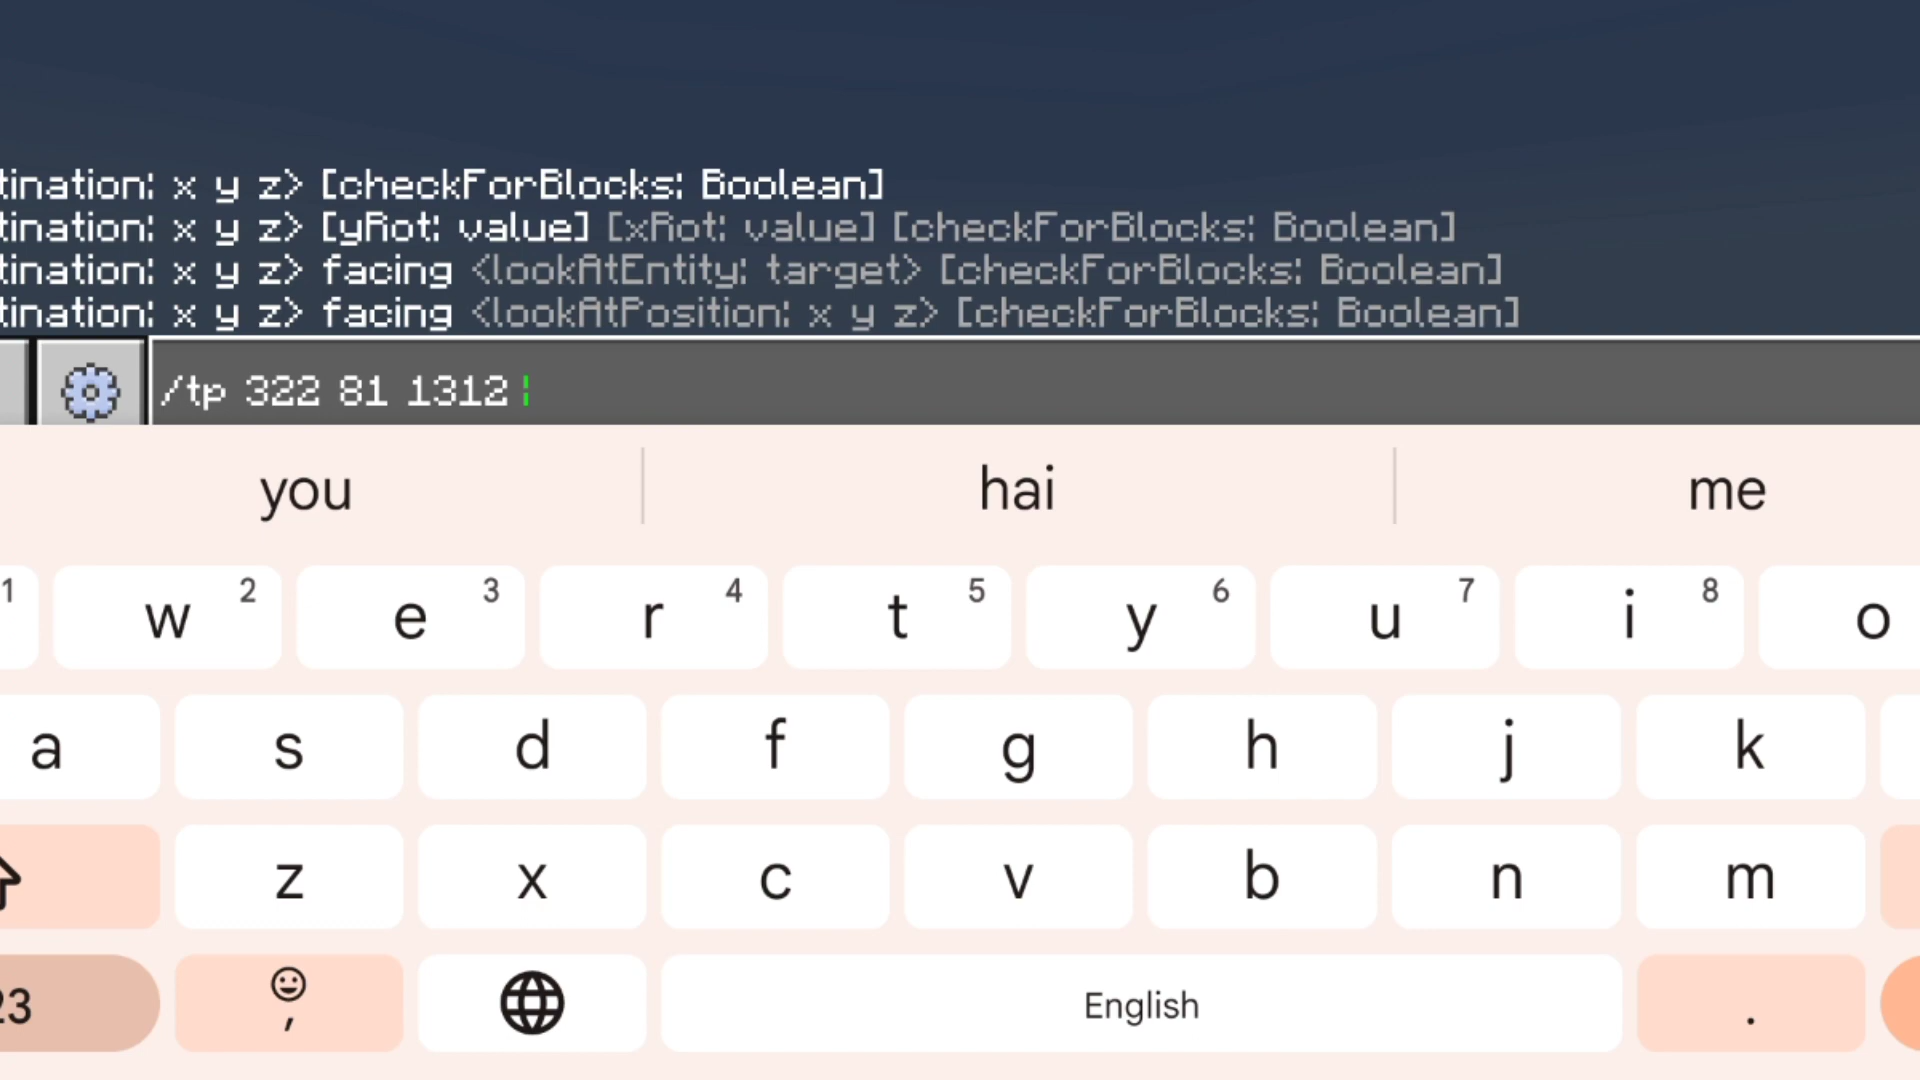 tination: x y z> [checkForBlocks: Boolean]
tination: x y z> [yRot: value] [xRot: value] [checkForBlocks: Boolean]
tination: x y z> facing <lookAtEntity: target> [checkForBlocks: Boolean]
tination: x y z> facing <lookAtPosition: x y z> [checkForBlocks: Boolean]
/tp 322 81 1312
you hai me
1 w 2 e 3 r 4 t 5 y 6 u 7 i 8 o
a s d f g h j k
z x c v b n m
23 , English .